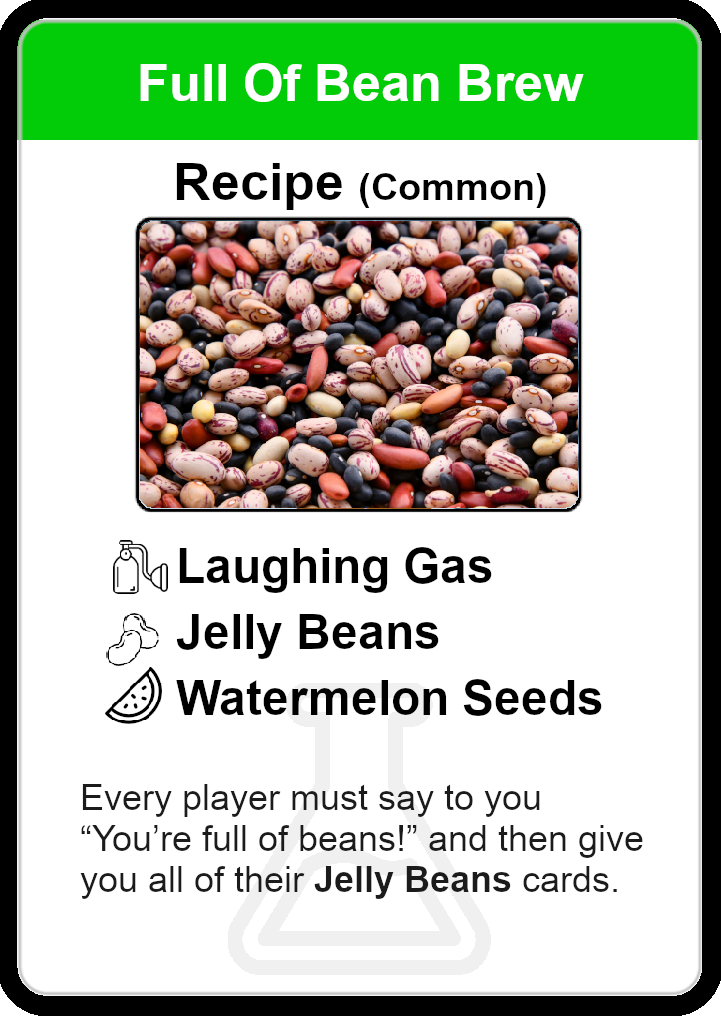 Full Of Bean Brew
Recipe (Common)
Laughing Gas
Jelly Beans
Watermelon Seeds
Every player must say to you
“You’re full of beans!” and then give
you all of their Jelly Beans cards.